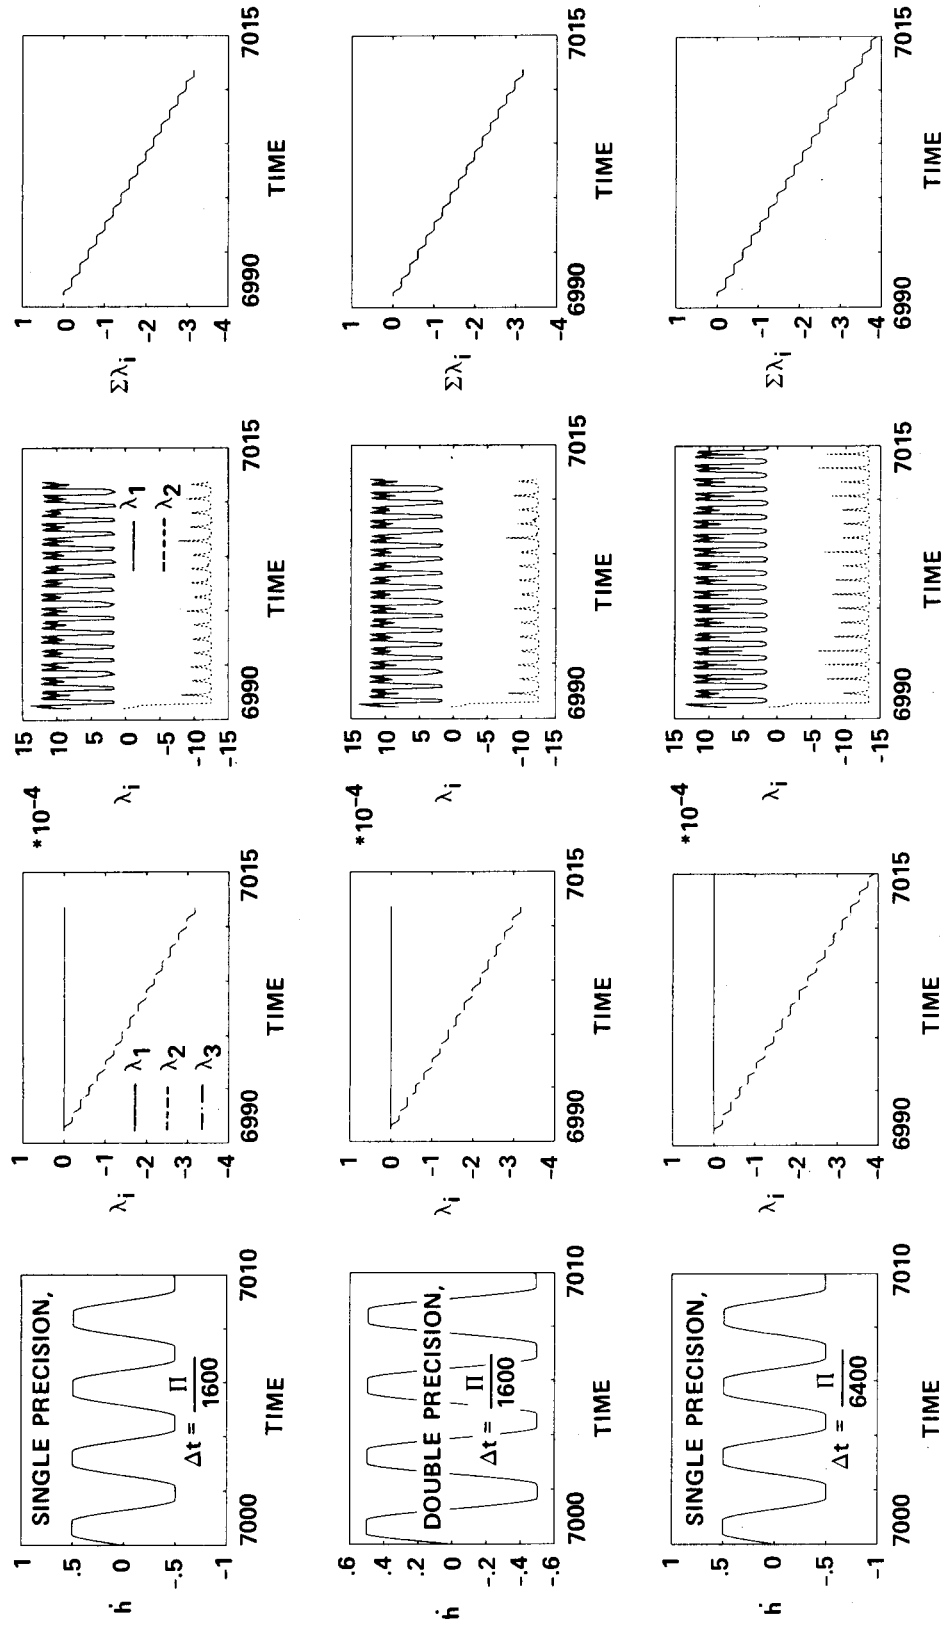 1
.5
0
-.5
-1
ḣ
SINGLE PRECISION,
Δt = Π/1600
7000
7010
TIME
1
0
-1
-2
-3
-4
λi
λ1
λ2
λ3
6990
7015
TIME
*10-4
15
10
5
0
-5
-10
-15
λi
λ1
λ2
6990
7015
TIME
1
0
-1
-2
-3
-4
Σλi
6990
7015
TIME
.6
.4
.2
0
-.2
-.4
-.6
ḣ
DOUBLE PRECISION,
Δt = Π/1600
7000
7010
TIME
1
0
-1
-2
-3
-4
λi
6990
7015
TIME
*10-4
15
10
5
0
-5
-10
-15
λi
6990
7015
TIME
1
0
-1
-2
-3
-4
Σλi
6990
7015
TIME
1
.5
0
-.5
-1
ḣ
SINGLE PRECISION,
Δt = Π/6400
7000
7010
TIME
1
0
-1
-2
-3
-4
λi
6990
7015
TIME
*10-4
15
10
5
0
-5
-10
-15
λi
6990
7015
TIME
1
0
-1
-2
-3
-4
Σλi
6990
7015
TIME